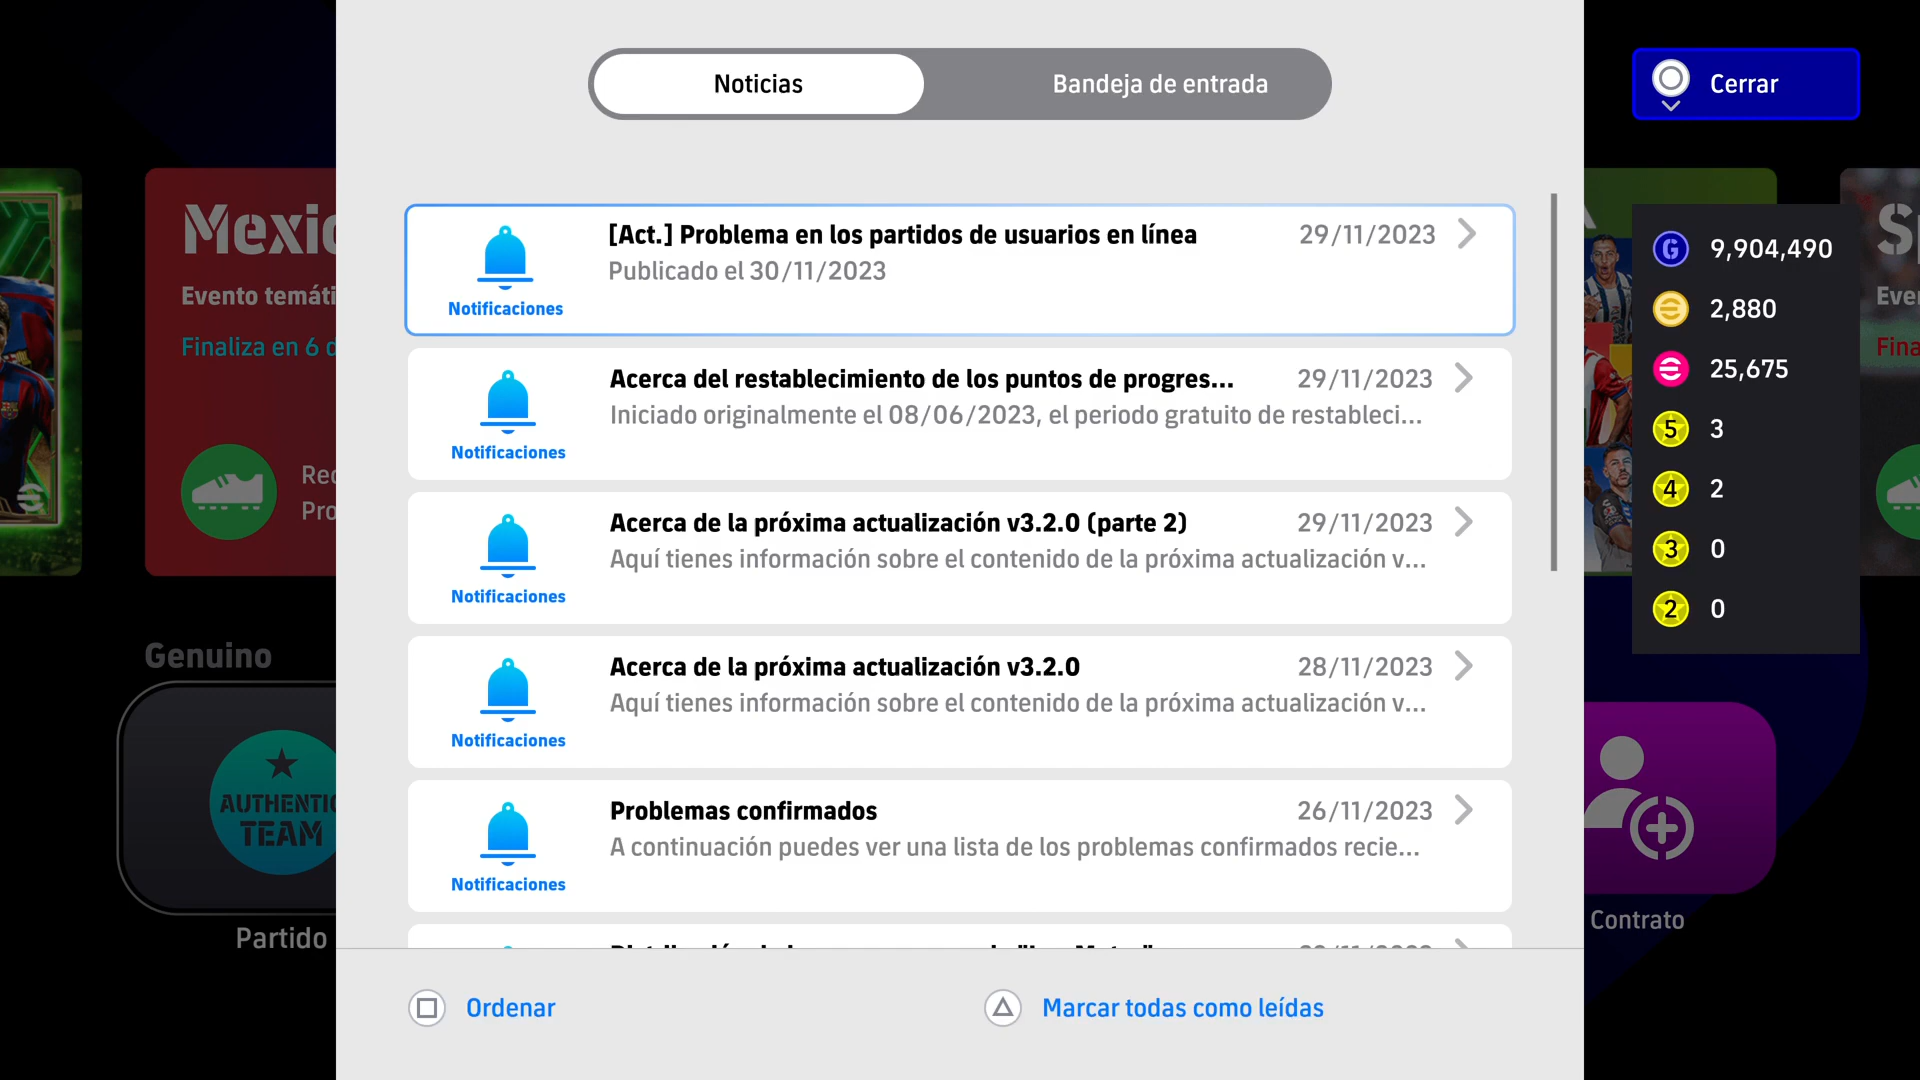 Noticias
Bandeja de entrada
Cerrar
[Act.] Problema en los partidos de usuarios en línea
29/11/2023
Publicado el 30/11/2023
Notificaciones
Acerca del restablecimiento de los puntos de progres...
29/11/2023
Iniciado originalmente el 08/06/2023, el periodo gratuito de restableci...
Notificaciones
Acerca de la próxima actualización v3.2.0 (parte 2)
29/11/2023
Aquí tienes información sobre el contenido de la próxima actualización v...
Notificaciones
Acerca de la próxima actualización v3.2.0
28/11/2023
Aquí tienes información sobre el contenido de la próxima actualización v...
Notificaciones
Problemas confirmados
26/11/2023
A continuación puedes ver una lista de los problemas confirmados recie...
Notificaciones
Ordenar
Marcar todas como leídas
G 9,904,490
2,880
25,675
5 3
4 2
3 0
2 0
Mexic
Evento temáti
Finaliza en 6 d
Rec
Pro
Genuino
AUTHENTIC
TEAM
Partido
Contrato
Eve
Fina